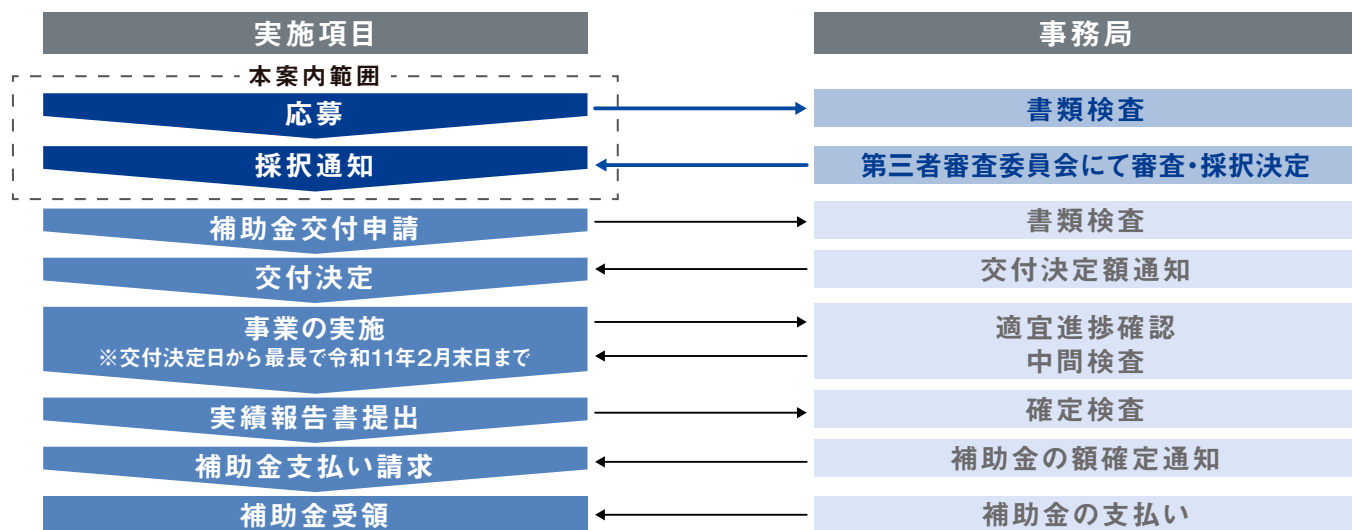 実施項目
事務局
本案内範囲
応募
書類検査
採択通知
第三者審査委員会にて審査・採択決定
補助金交付申請
書類検査
交付決定
交付決定額通知
事業の実施
※交付決定日から最長で令和11年2月末日まで
適宜進捗確認
中間検査
実績報告書提出
確定検査
補助金支払い請求
補助金の額確定通知
補助金受領
補助金の支払い